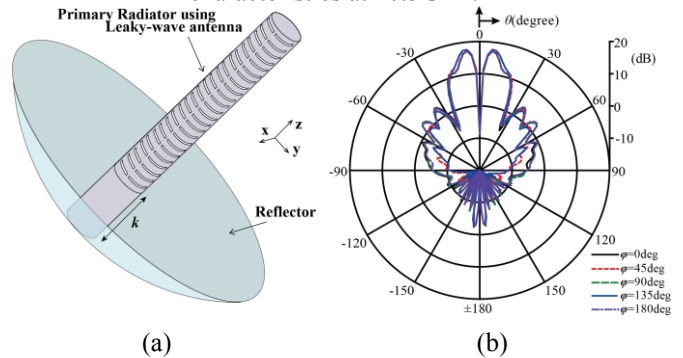 Primary Radiator using
Leaky-wave antenna
z
x
y
k
Reflector
(a)
θ(degree)
0
-30
30
-60
60
-90
90
-120
120
-150
150
±180
20
(dB)
10
0
-10
φ=0deg
φ=45deg
φ=90deg
φ=135deg
φ=180deg
(b)